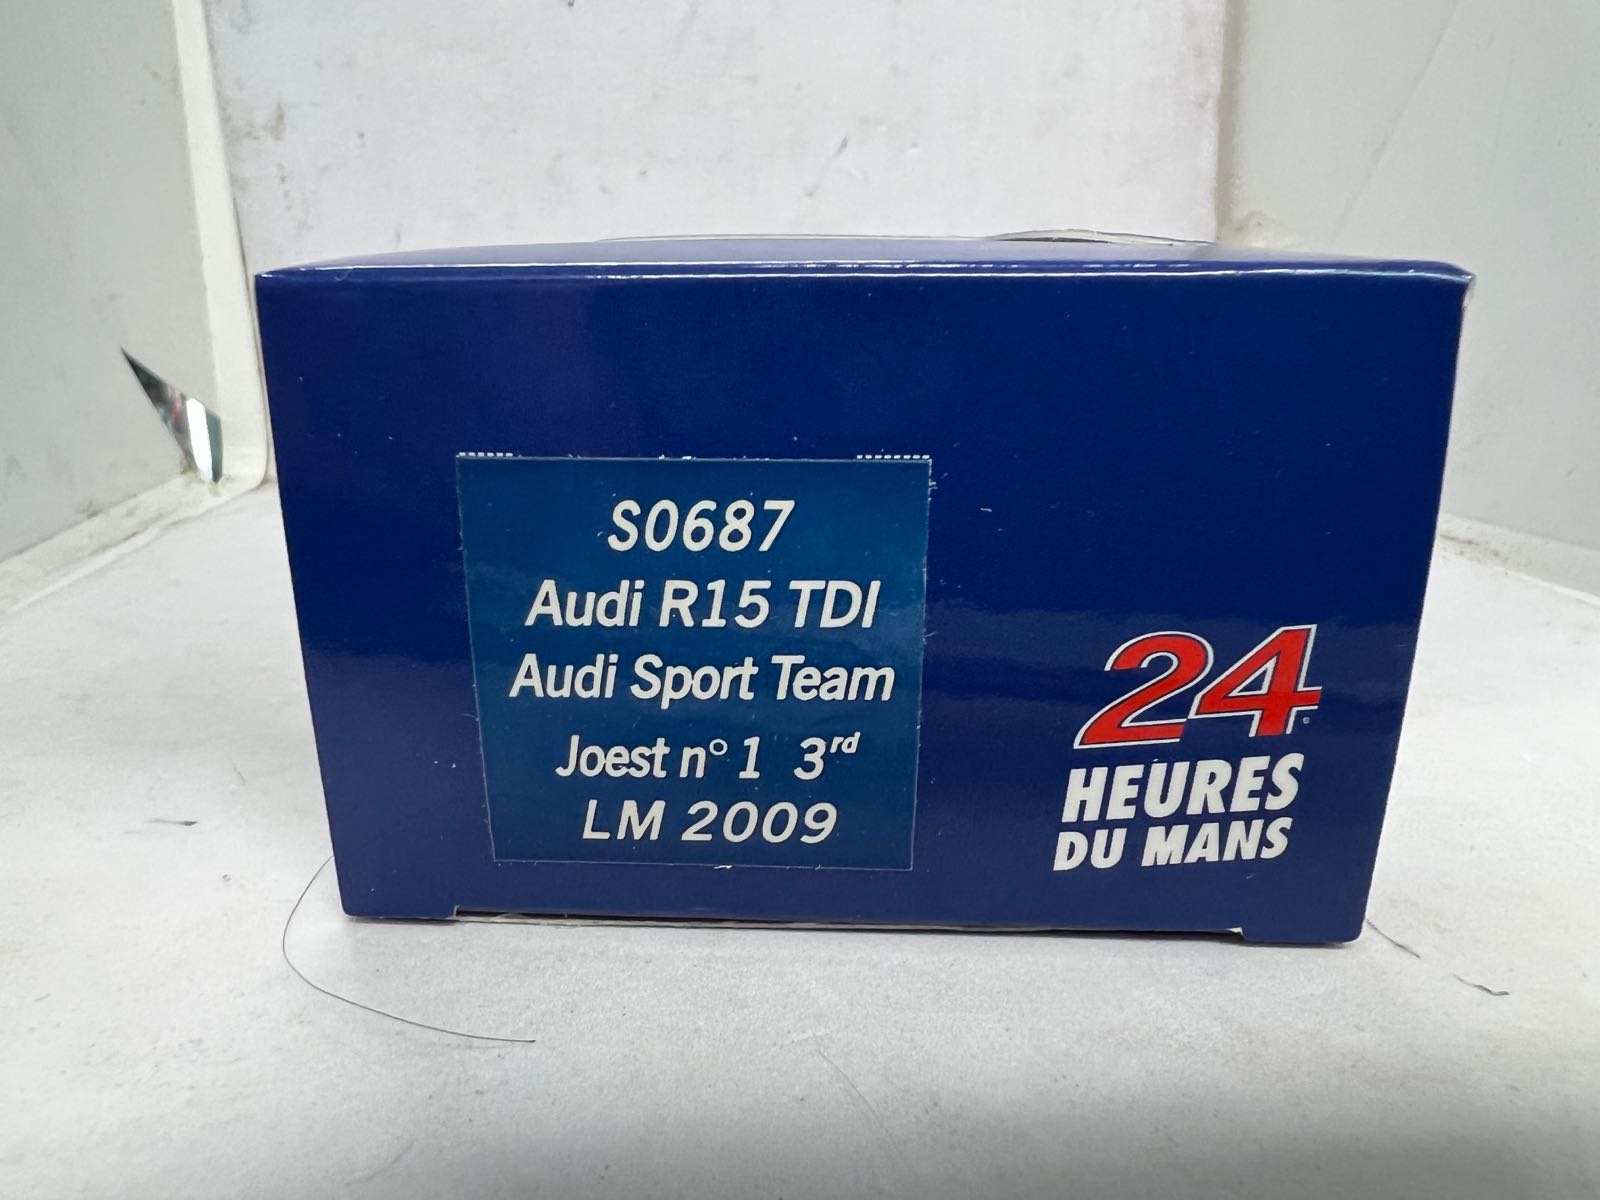 S0687
Audi R15 TDI
Audi Sport Team
Joest n° 1 3rd
LM 2009
24
HEURES
DU MANS